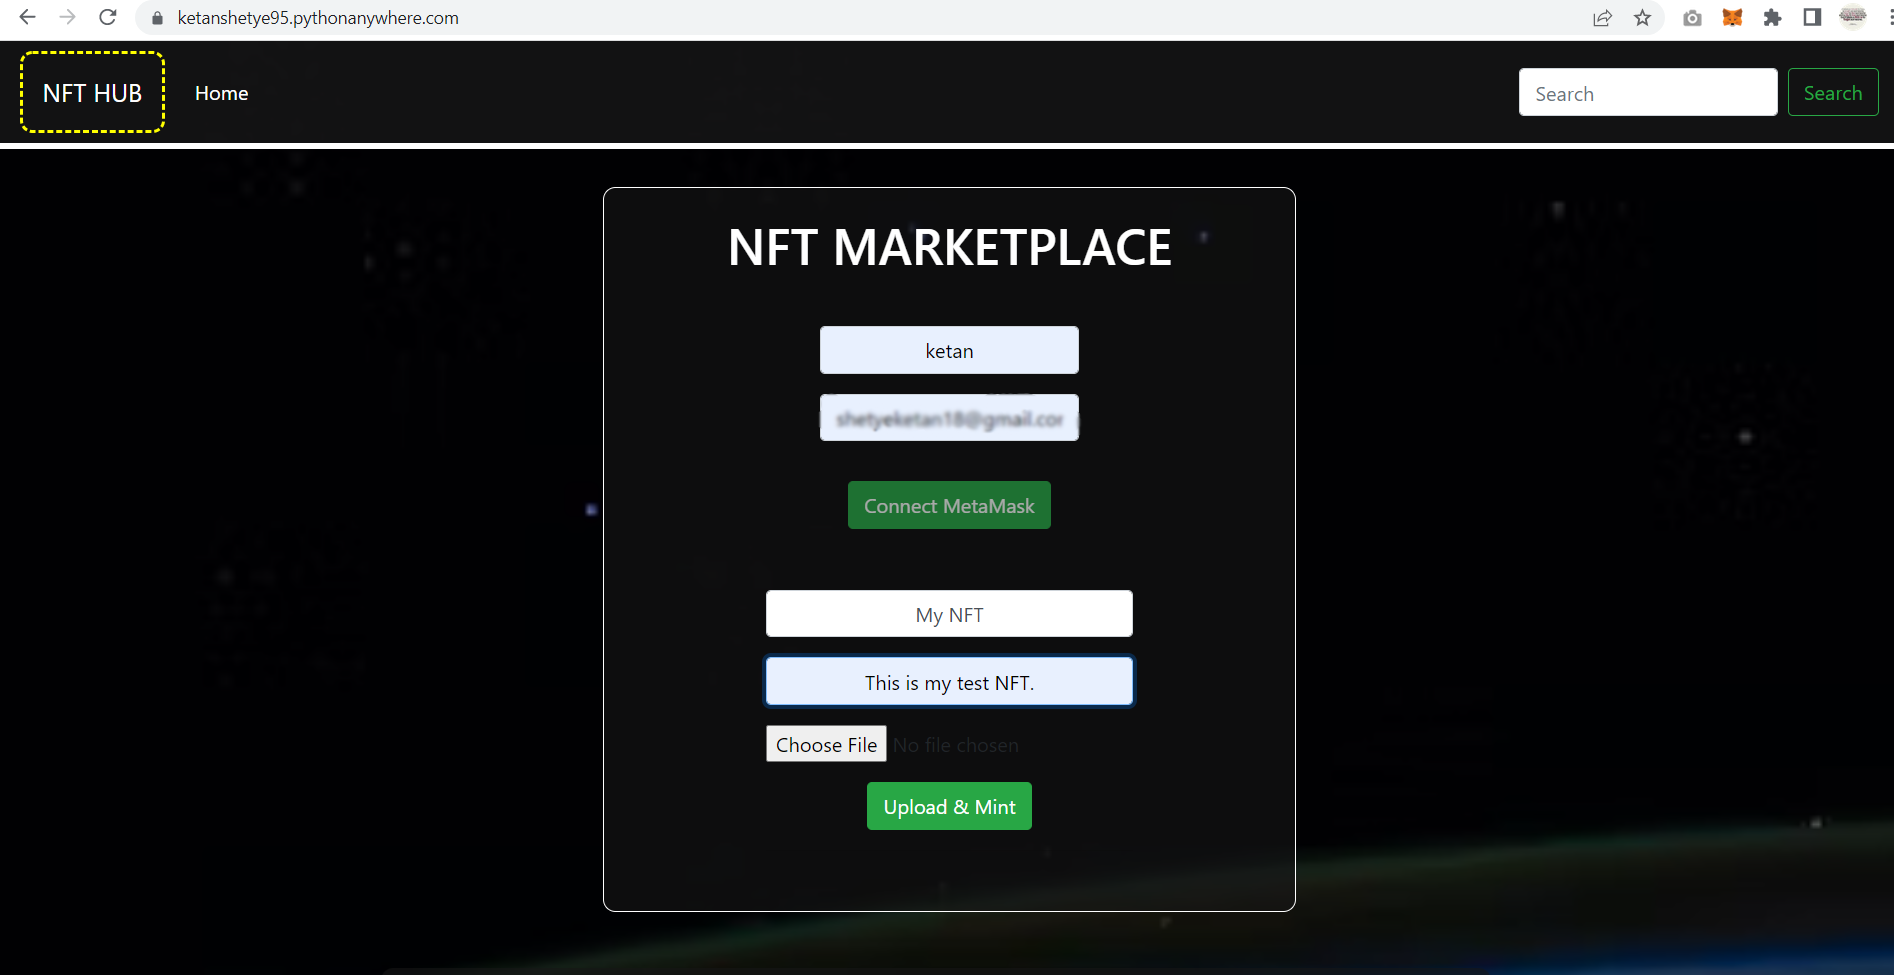 ketanshetye95.pythonanywhere.com
NFT HUB
Home
Search
Search
NFT MARKETPLACE
ketan
Connect MetaMask
My NFT
This is my test NFT.
Choose File No file chosen
Upload & Mint